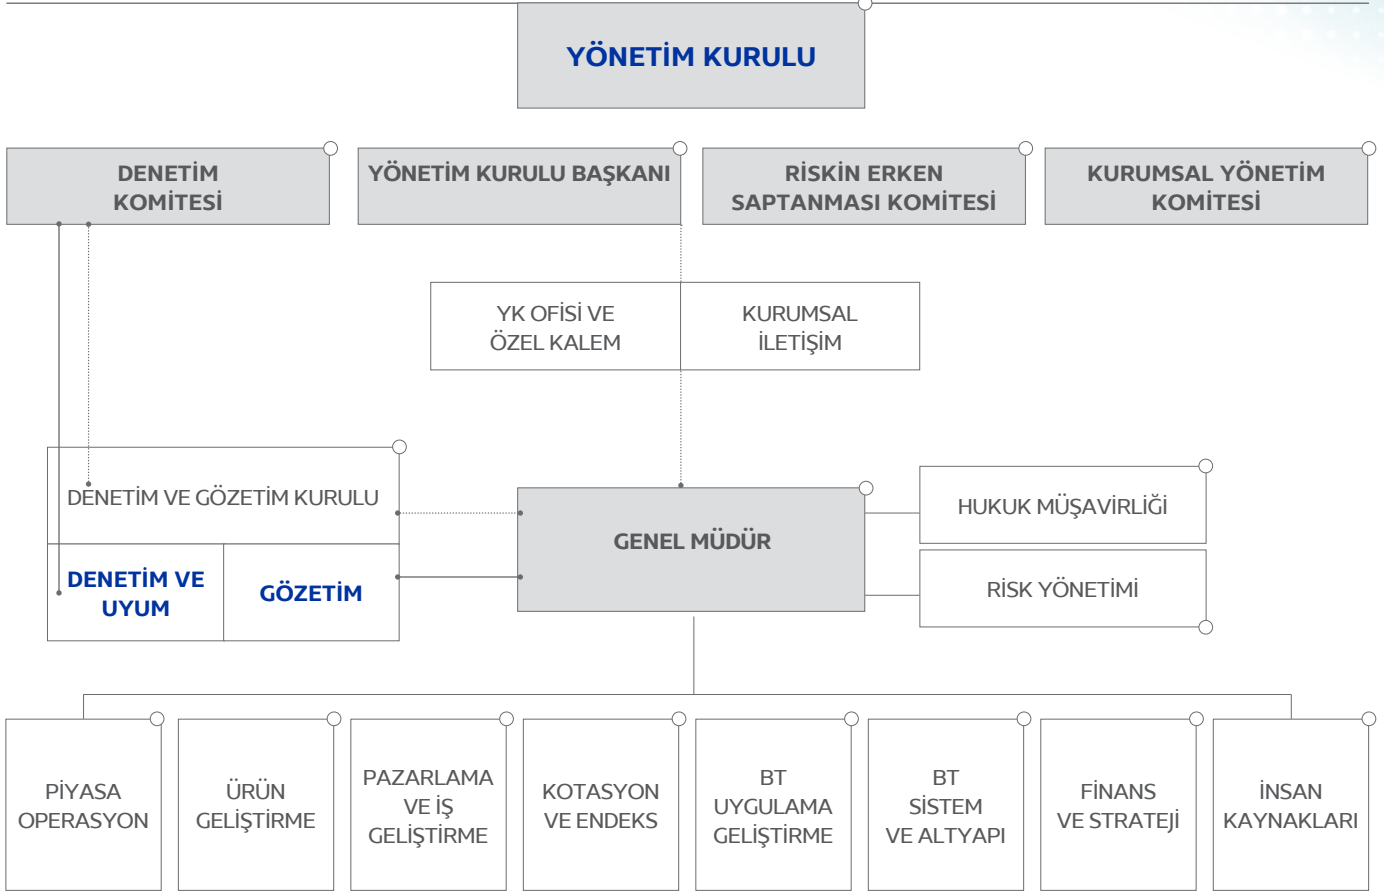 YÖNETİM KURULU
DENETİM
KOMİTESİ
YÖNETİM KURULU BAŞKANI
RİSKİN ERKEN
SAPTANMASI KOMİTESİ
KURUMSAL YÖNETİM
KOMİTESİ
YK OFİSİ VE
ÖZEL KALEM
KURUMSAL
İLETİŞİM
DENETİM VE GÖZETİM KURULU
DENETİM VE
UYUM
GÖZETİM
GENEL MÜDÜR
HUKUK MÜŞAVİRLİĞİ
RİSK YÖNETİMİ
PİYASA
OPERASYON
ÜRÜN
GELİŞTİRME
PAZARLAMA
VE İŞ
GELİŞTİRME
KOTASYON
VE ENDEKS
BT
UYGULAMA
GELİŞTİRME
BT
SİSTEM
VE ALTYAPI
FİNANS
VE STRATEJİ
İNSAN
KAYNAKLARI